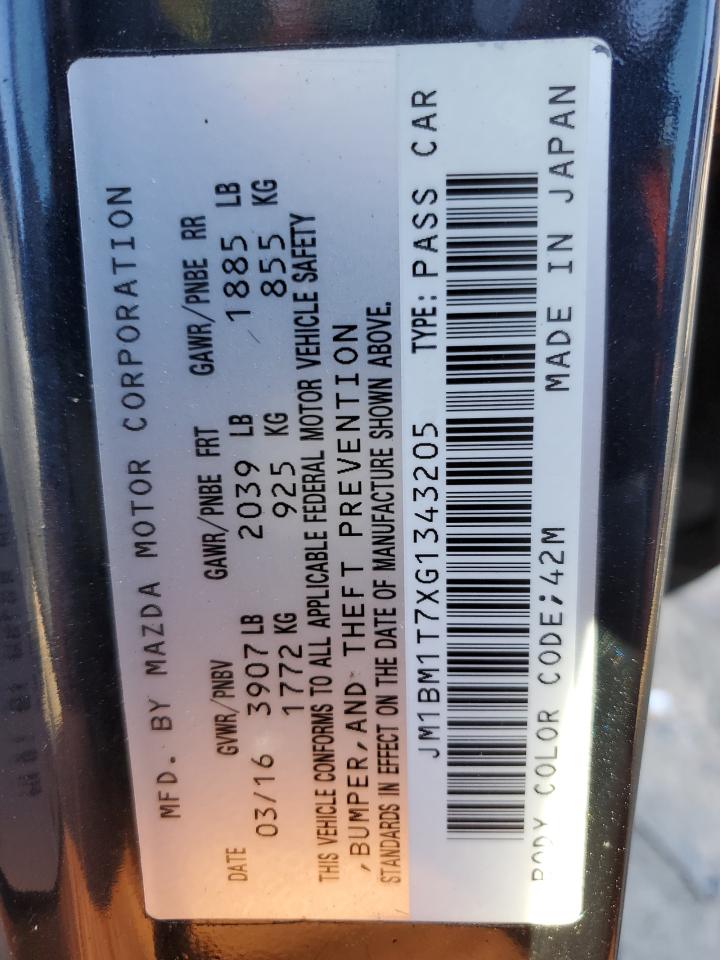 MFD. BY MAZDA MOTOR CORPORATION
DATE GVWR/PNBV GAWR/PNBE FRT GAWR/PNBE RR
03/16 3907 LB 2039 LB 1885 LB
1772 KG 925 KG 855 KG
THIS VEHICLE CONFORMS TO ALL APPLICABLE FEDERAL MOTOR VEHICLE SAFETY
, BUMPER, AND THEFT PREVENTION
STANDARDS IN EFFECT ON THE DATE OF MANUFACTURE SHOWN ABOVE.
JM1BM1T7XG1343205 TYPE: PASS CAR
BODY COLOR CODE: 42M MADE IN JAPAN